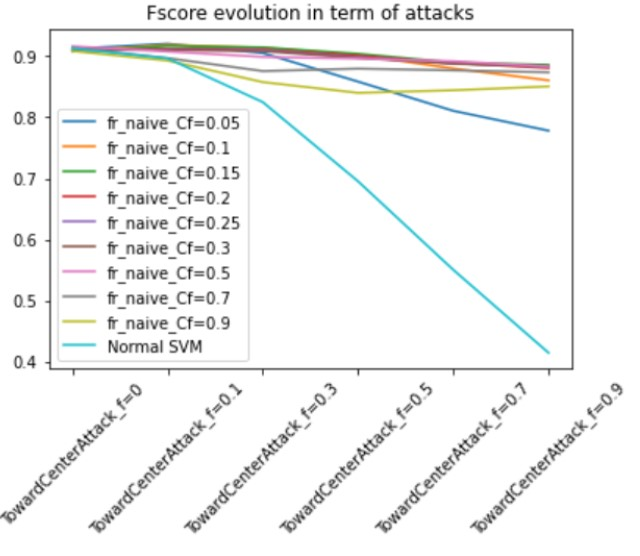 Fscore evolution in term of attacks
0.9
0.8
0.7
0.6
0.5
0.4
fr_naive_Cf=0.05
fr_naive_Cf=0.1
fr_naive_Cf=0.15
fr_naive_Cf=0.2
fr_naive_Cf=0.25
fr_naive_Cf=0.3
fr_naive_Cf=0.5
fr_naive_Cf=0.7
fr_naive_Cf=0.9
Normal SVM
TowardCenterAttack_f=0
TowardCenterAttack_f=0.1
TowardCenterAttack_f=0.3
TowardCenterAttack_f=0.5
TowardCenterAttack_f=0.7
TowardCenterAttack_f=0.9